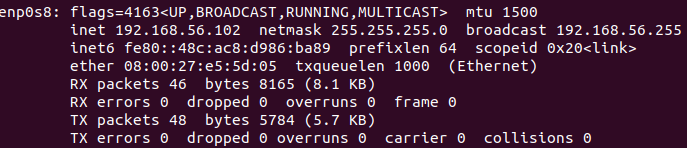 enp0s8: flags=4163<UP,BROADCAST,RUNNING,MULTICAST>  mtu 1500
inet 192.168.56.102  netmask 255.255.255.0  broadcast 192.168.56.255
inet6 fe80::48c:ac8:d986:ba89  prefixlen 64  scopeid 0x20<link>
ether 08:00:27:e5:5d:05  txqueuelen 1000  (Ethernet)
RX packets 46  bytes 8165 (8.1 KB)
RX errors 0  dropped 0  overruns 0  frame 0
TX packets 48  bytes 5784 (5.7 KB)
TX errors 0  dropped 0 overruns 0  carrier 0  collisions 0